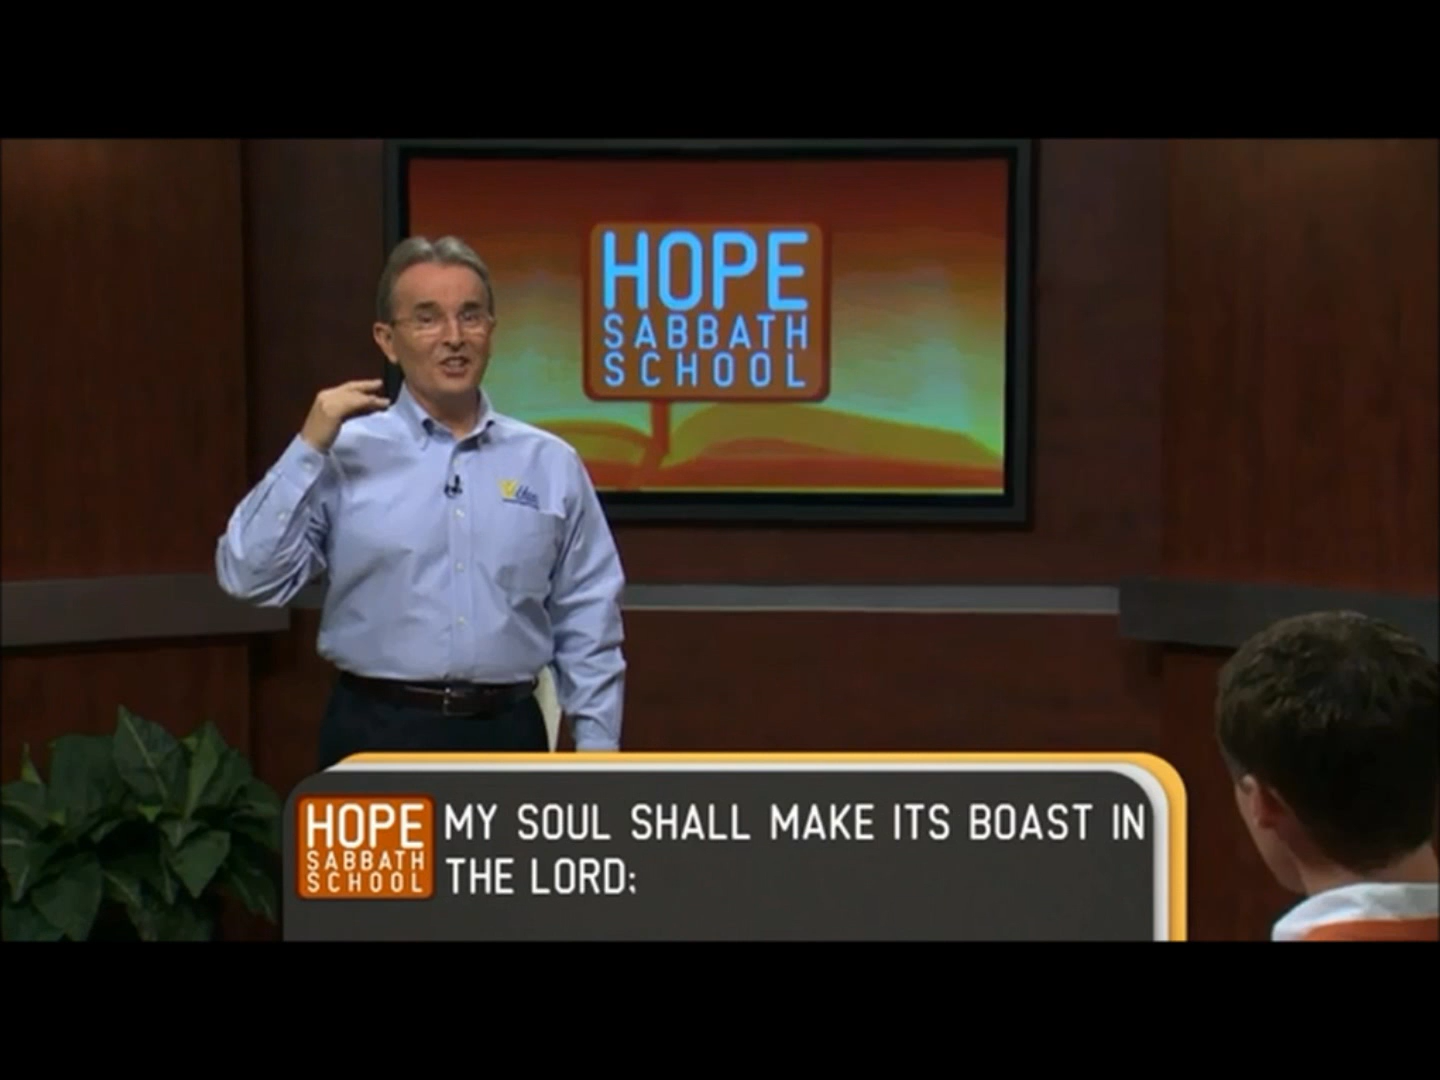 HOPE
SABBATH
SCHOOL
HOPE
SABBATH
SCHOOL
MY SOUL SHALL MAKE ITS BOAST IN
THE LORD;